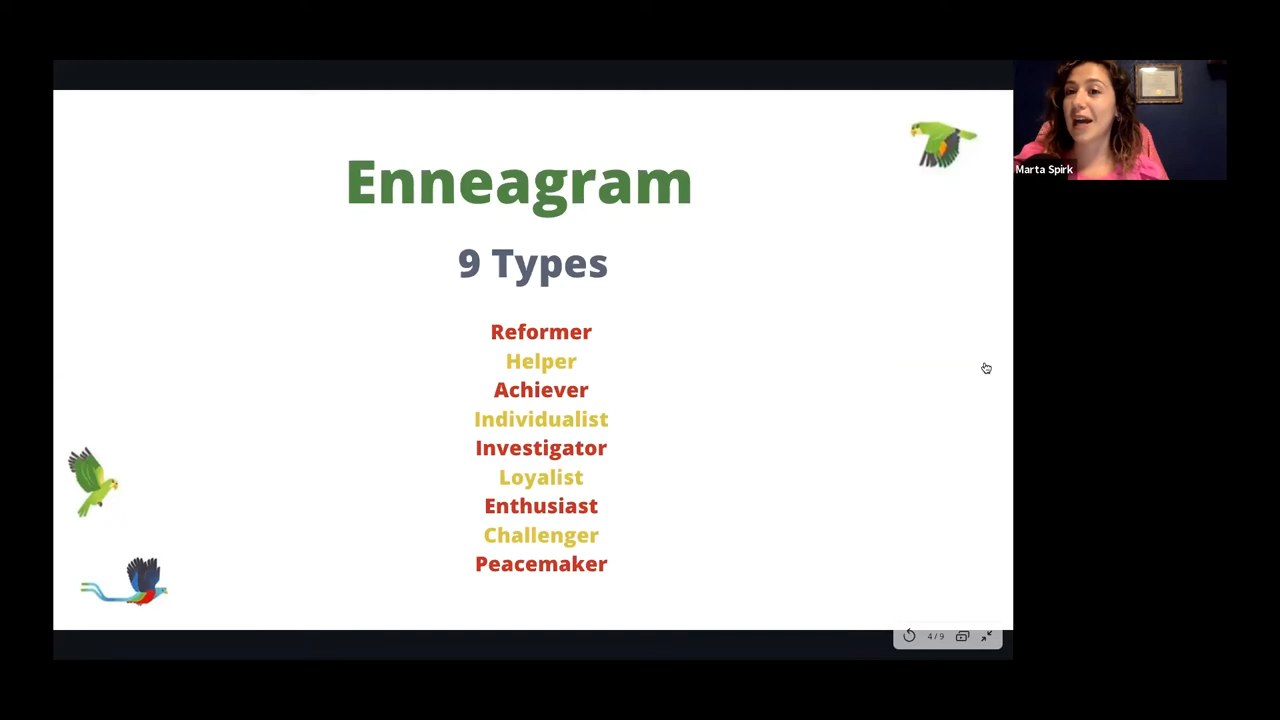 Enneagram
9 Types
Reformer
Helper
Achiever
Individualist
Investigator
Loyalist
Enthusiast
Challenger
Peacemaker
Marta Spirk
4/9